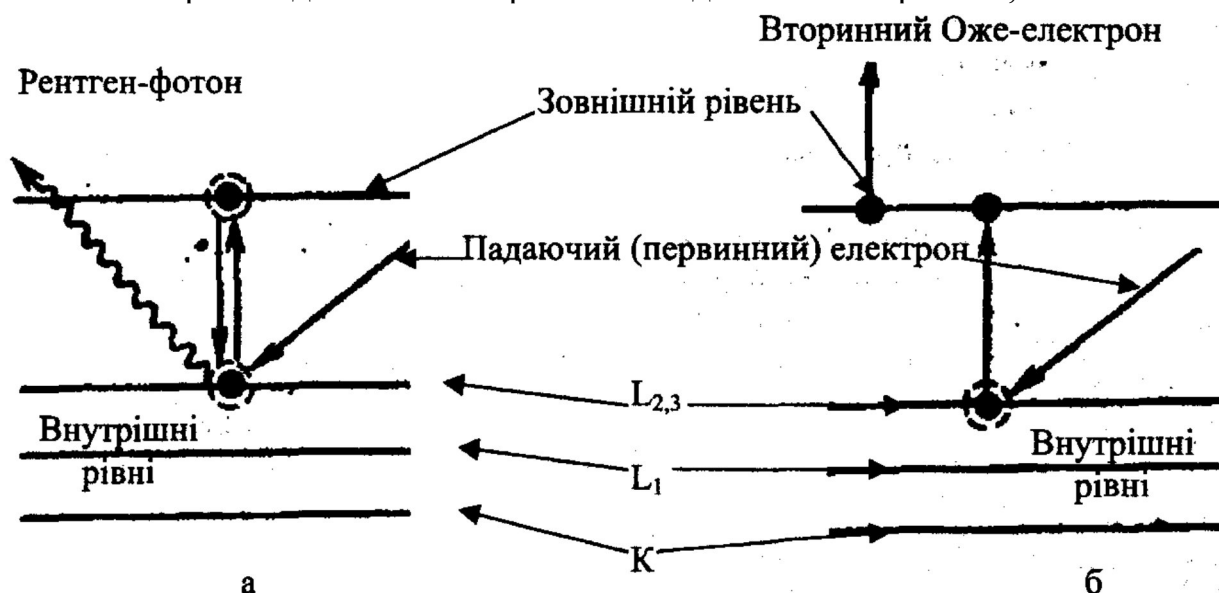 Вторинний Оже-електрон
Рентген-фотон
Зовнішній рівень
Падаючий (первинний) електрон
L2,3
Внутрішні
рівні
L1
Внутрішні
рівні
K
а
б